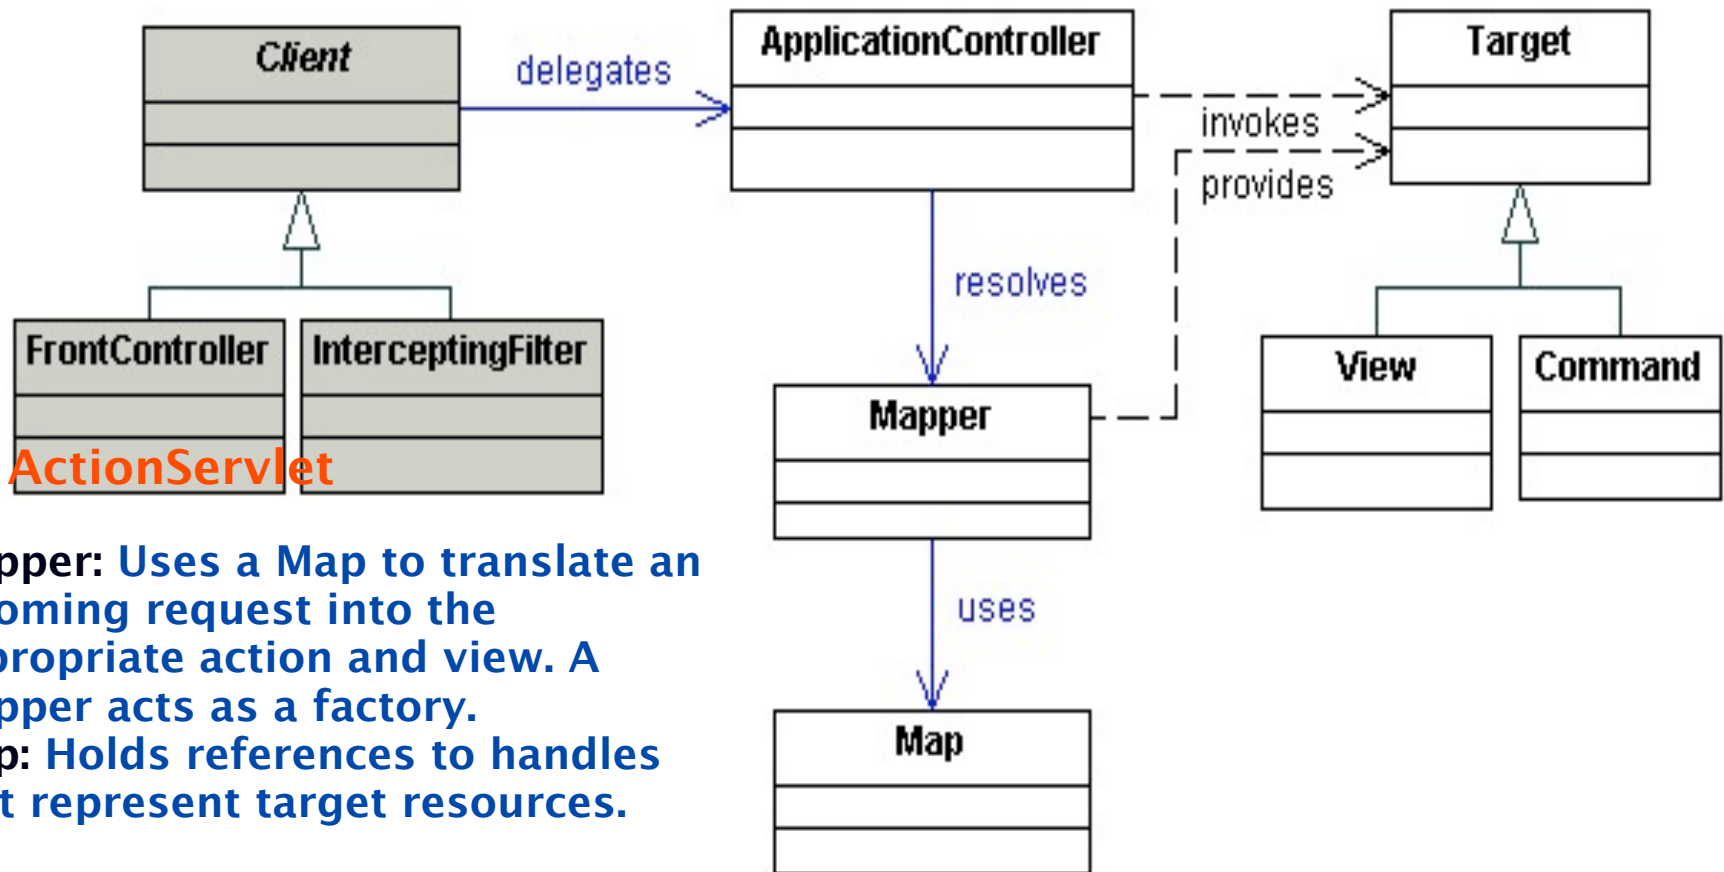 Client
delegates
ApplicationController
Target
invokes
provides
resolves
FrontController
InterceptingFilter
View
Command
Mapper
ActionServlet
pper: Uses a Map to translate an
oming request into the
propriate action and view. A
pper acts as a factory.
uses
p: Holds references to handles
t represent target resources.
Map